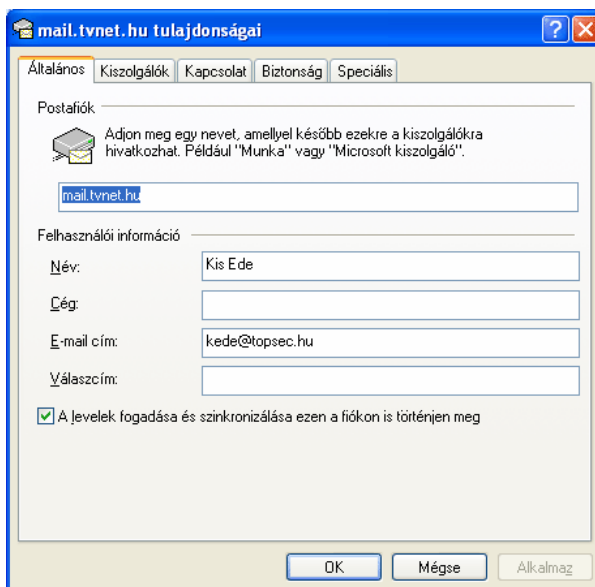 mail.tvnet.hu tulajdonságai
Általános Kiszolgálók Kapcsolat Biztonság Speciális
Postafiók
Adjon meg egy nevet, amellyel később ezekre a kiszolgálókra
hivatkozhat. Például "Munka" vagy "Microsoft kiszolgáló".
mail.tvnet.hu
Felhasználói információ
Név: Kis Ede
Cég:
E-mail cím: kede@topsec.hu
Válaszcím:
A levelek fogadása és szinkronizálása ezen a fiókon is történjen meg
OK Mégse Alkalmaz